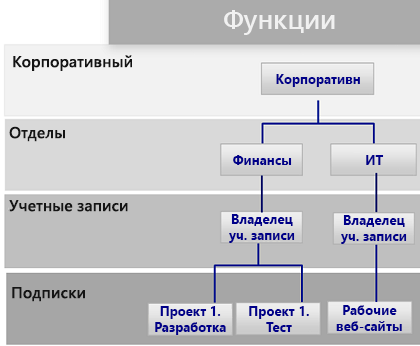 Функции
Корпоративный
Корпоративн
Отделы
Финансы
ИТ
Учетные записи
Владелец
уч. записи
Владелец
уч. записи
Подписки
Проект 1.
Разработка
Проект 1.
Тест
Рабочие
веб-сайты